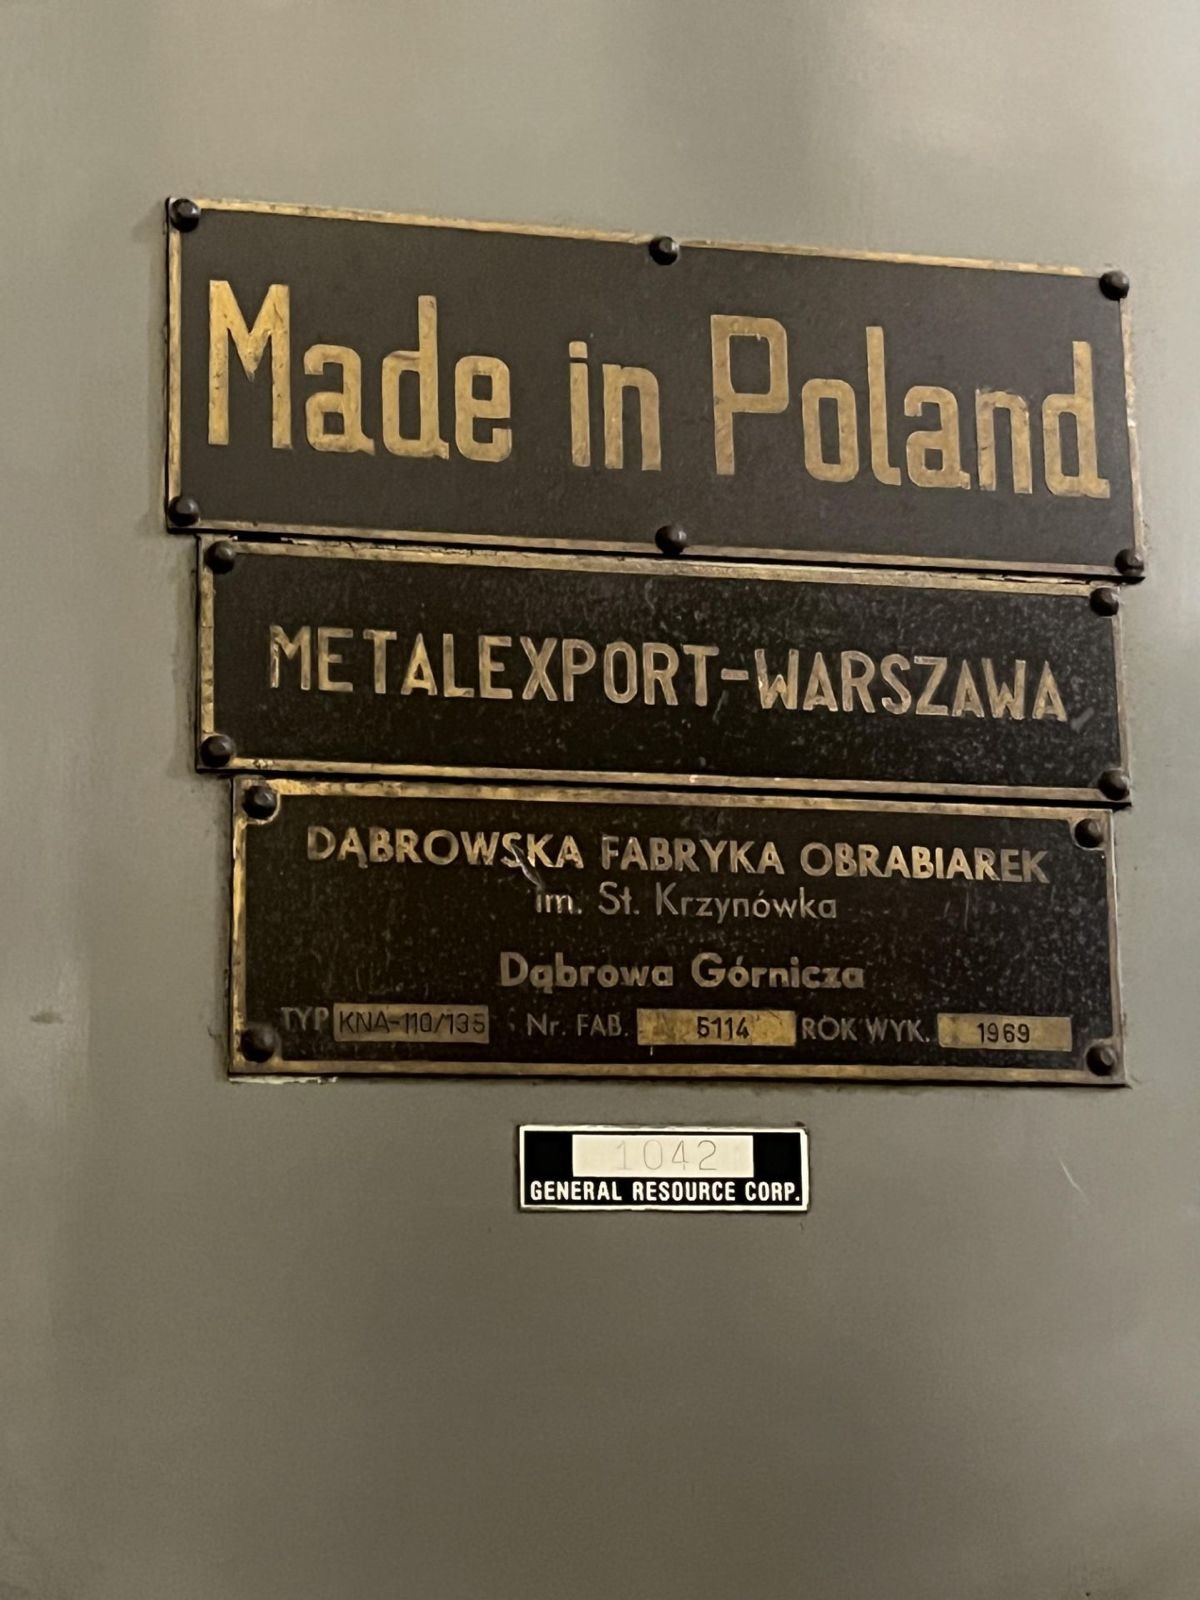 Made in Poland
METALEXPORT-WARSZAWA
DĄBROWSKA FABRYKA OBRABIAREK
im. St. Krzynówka
Dąbrowa Górnicza
TYP KNA-110/135 Nr. FAB. 5114 ROK WYK. 1969
1042
GENERAL RESOURCE CORP.